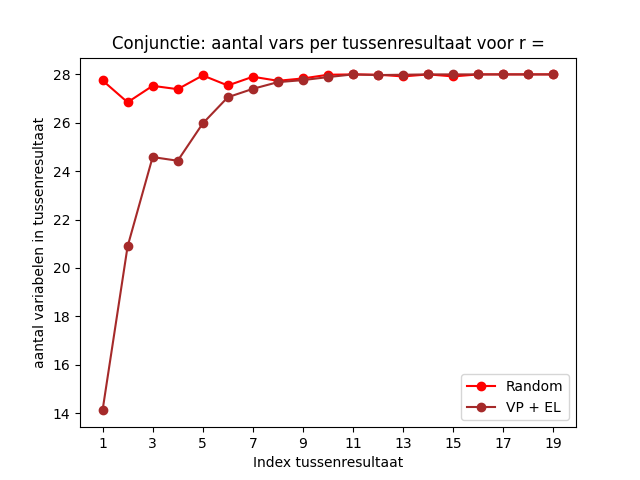 Conjunctie: aantal vars per tussenresultaat voor r =
28
26
24
22
20
18
16
14
aantal variabelen in tussenresultaat
1 3 5 7 9 11 13 15 17 19
Index tussenresultaat
Random
VP + EL